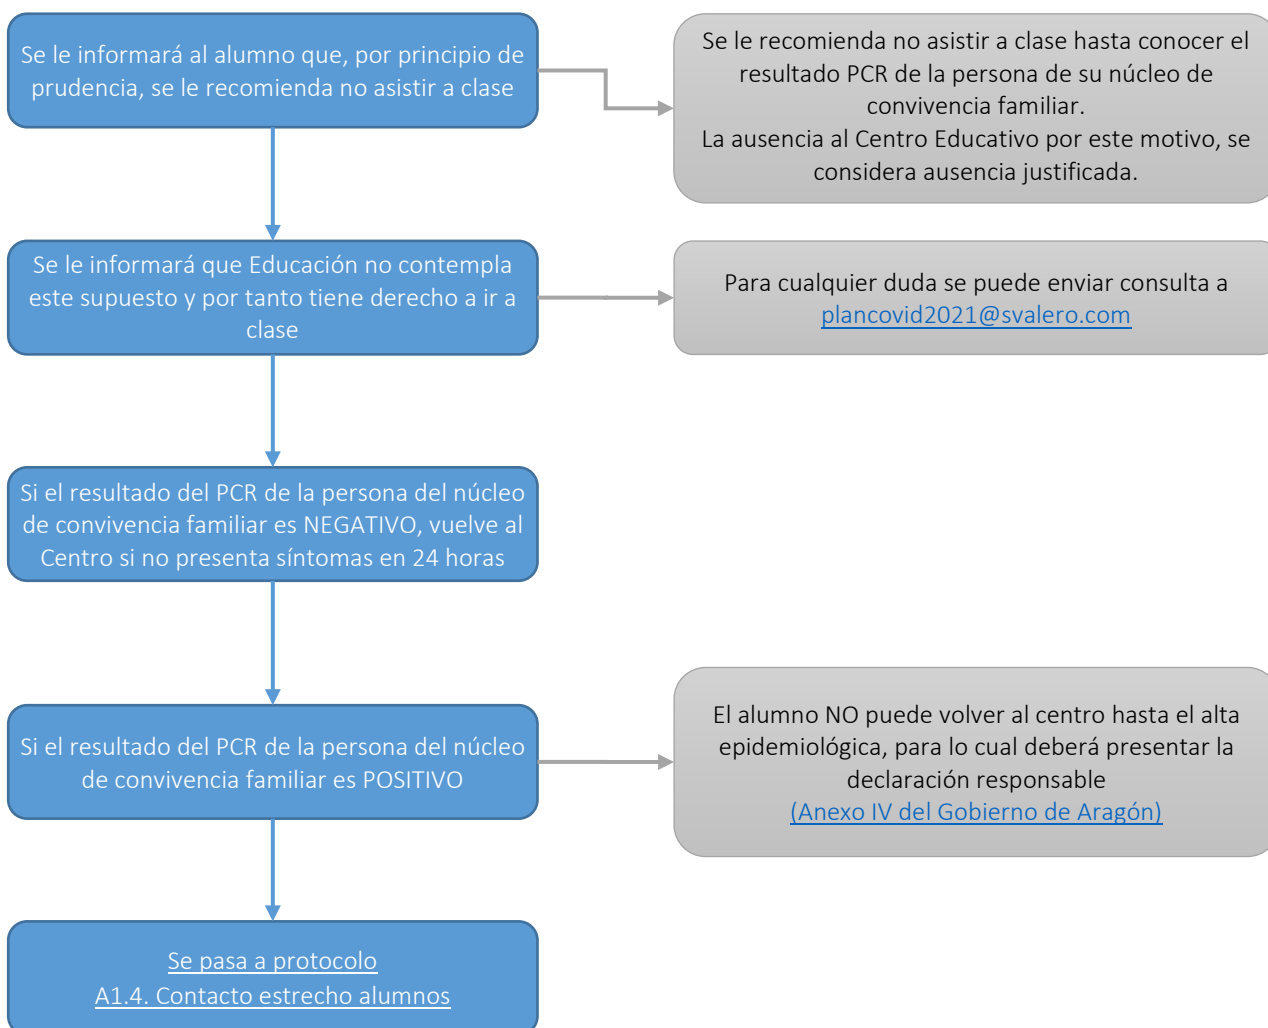 Se le informará al alumno que, por principio de
prudencia, se le recomienda no asistir a clase
Se le recomienda no asistir a clase hasta conocer el
resultado PCR de la persona de su núcleo de
convivencia familiar.
La ausencia al Centro Educativo por este motivo, se
considera ausencia justificada.
Se le informará que Educación no contempla
este supuesto y por tanto tiene derecho a ir a
clase
Para cualquier duda se puede enviar consulta a
plancovid2021@svalero.com
Si el resultado del PCR de la persona del núcleo
de convivencia familiar es NEGATIVO, vuelve al
Centro si no presenta síntomas en 24 horas
Si el resultado del PCR de la persona del núcleo
de convivencia familiar es POSITIVO
El alumno NO puede volver al centro hasta el alta
epidemiológica, para lo cual deberá presentar la
declaración responsable
(Anexo IV del Gobierno de Aragón)
Se pasa a protocolo
A1.4. Contacto estrecho alumnos